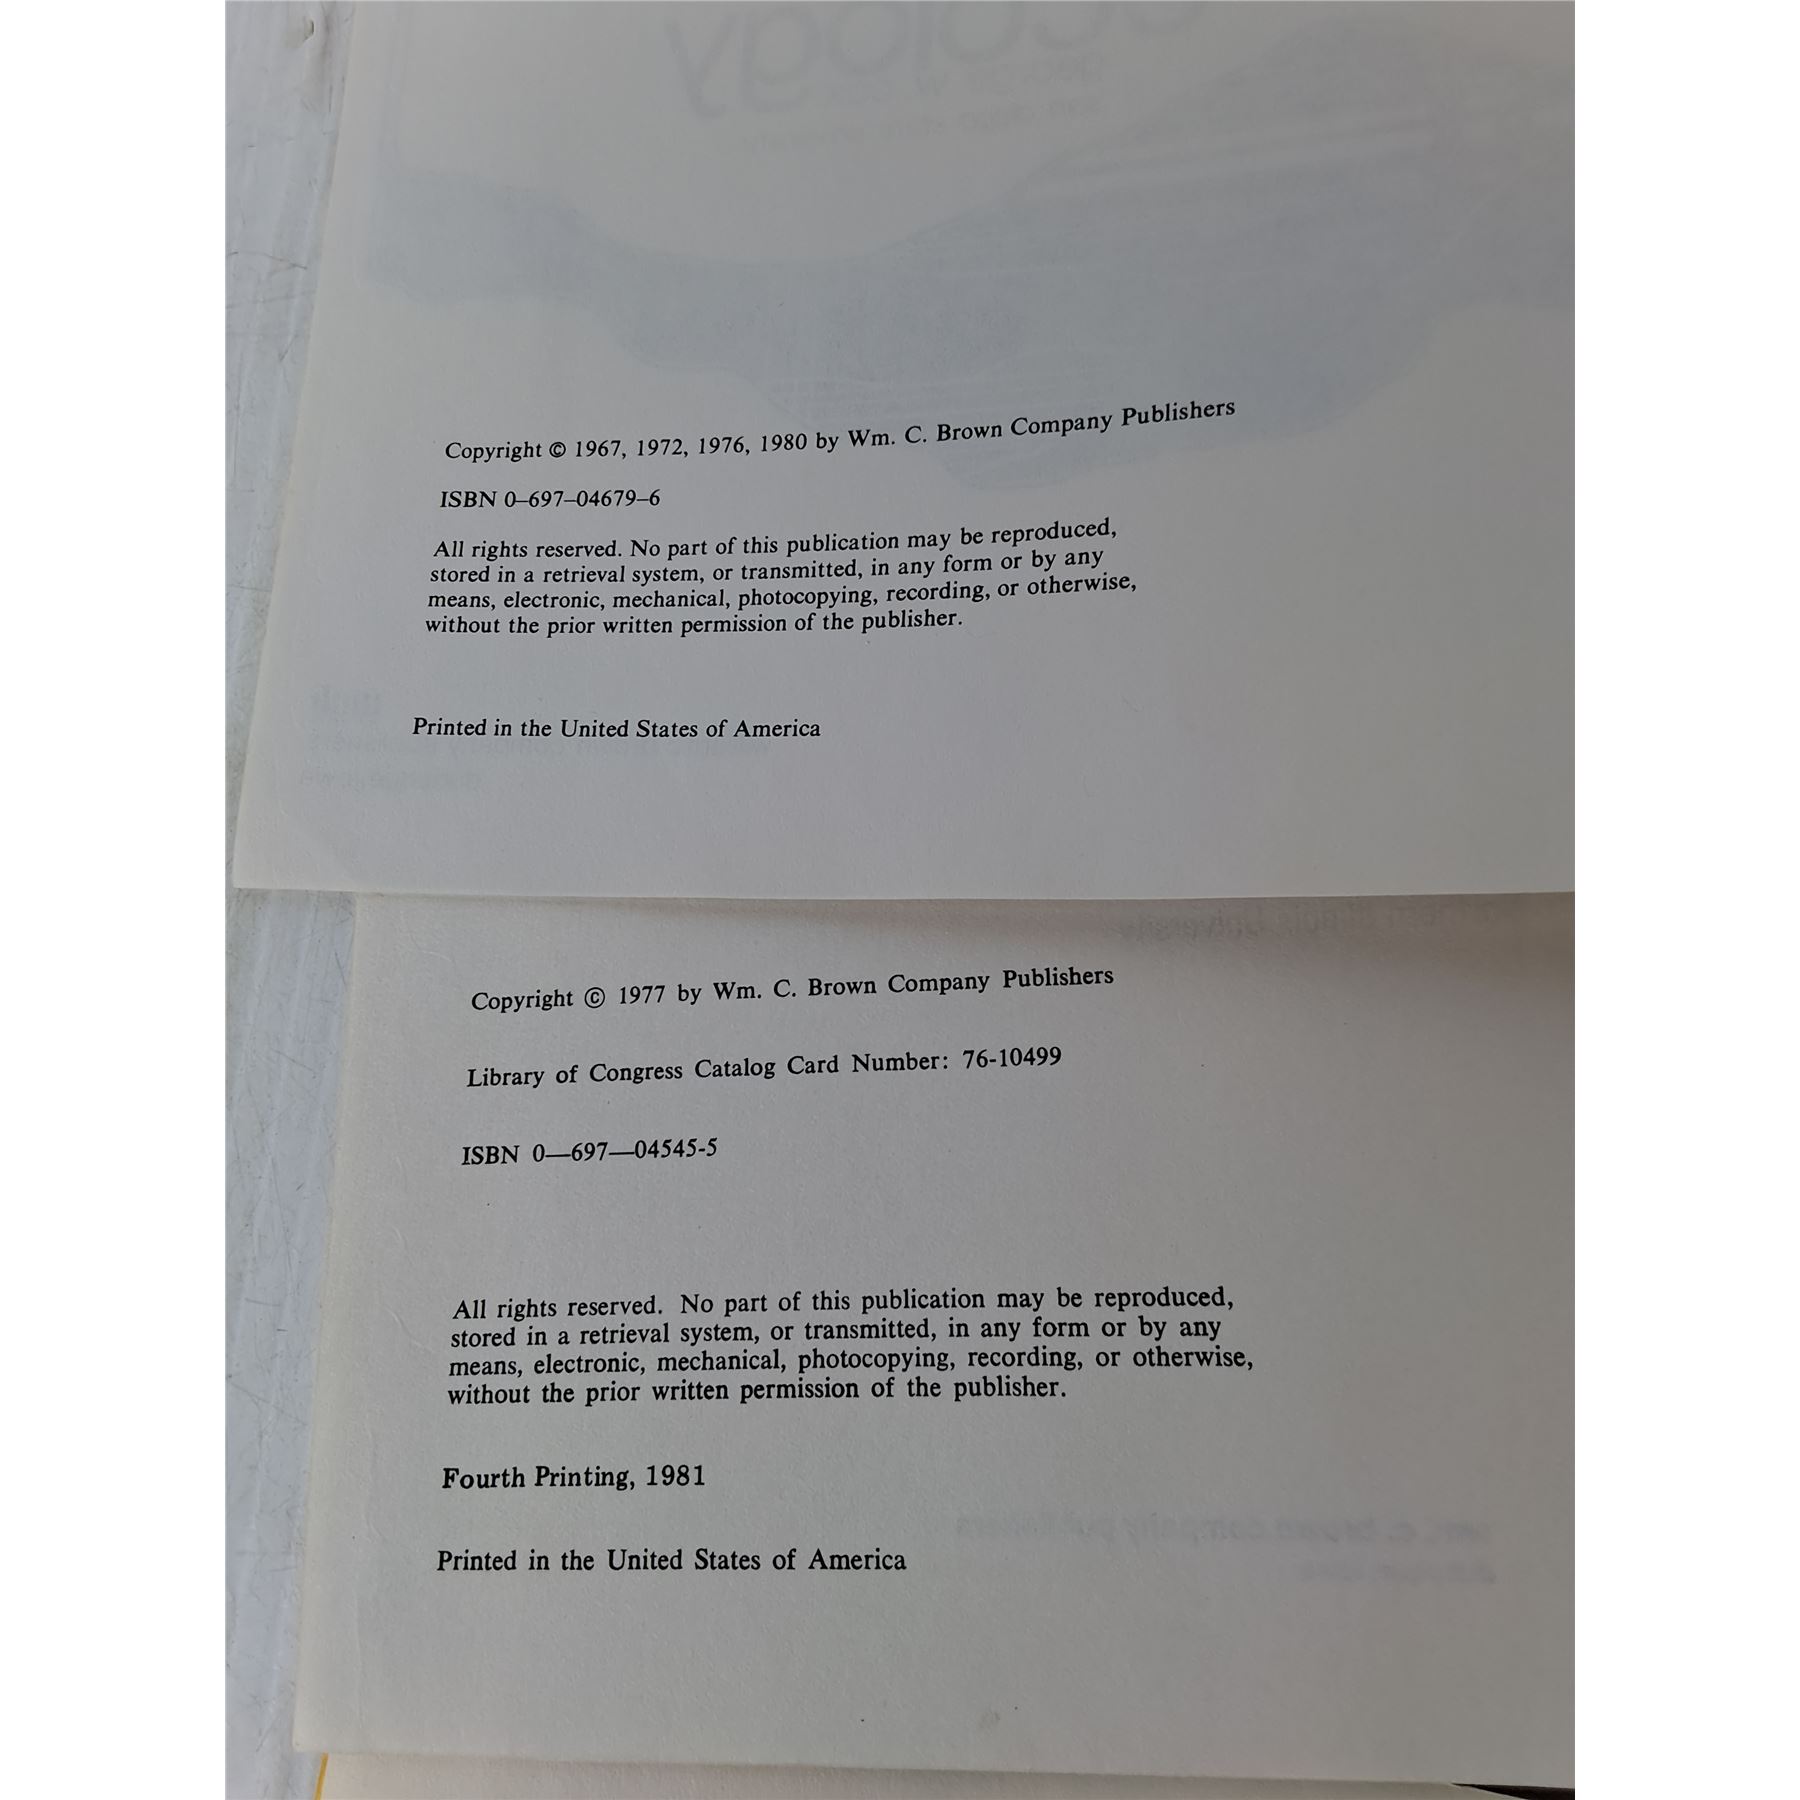 Copyright © 1967, 1972, 1976, 1980 by Wm. C. Brown Company Publishers
ISBN 0–697–04679–6
All rights reserved. No part of this publication may be reproduced,
stored in a retrieval system, or transmitted, in any form or by any
means, electronic, mechanical, photocopying, recording, or otherwise,
without the prior written permission of the publisher.
Printed in the United States of America
Copyright © 1977 by Wm. C. Brown Company Publishers
Library of Congress Catalog Card Number: 76-10499
ISBN 0—697—04545-5
All rights reserved. No part of this publication may be reproduced,
stored in a retrieval system, or transmitted, in any form or by any
means, electronic, mechanical, photocopying, recording, or otherwise,
without the prior written permission of the publisher.
Fourth Printing, 1981
Printed in the United States of America